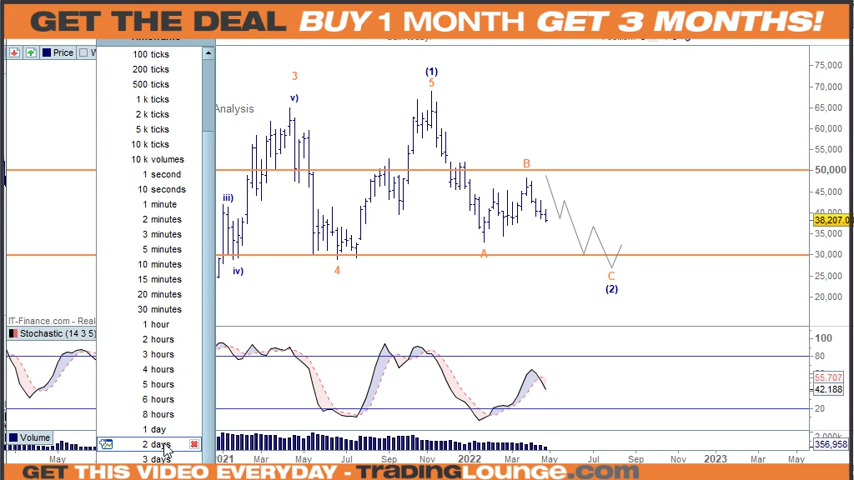 GET THE DEAL BUY 1 MONTH GET 3 MONTHS!
Price
100 ticks
200 ticks
500 ticks
1 k ticks
2 k ticks
5 k ticks
10 k ticks
10 k volumes
1 second
10 seconds
1 minute
2 minutes
3 minutes
5 minutes
10 minutes
15 minutes
20 minutes
30 minutes
1 hour
2 hours
3 hours
4 hours
5 hours
6 hours
8 hours
1 day
2 days
3 days
Analysis
3
v)
iii)
iv)
4
(1)
5
A
B
C
(2)
75,000
70,000
65,000
60,000
55,000
50,000
45,000
38,207.0
35,000
30,000
25,000
20,000
IT-Finance.com
Stochastic (14 3 5)
100
80
55.707
42.188
20
Volume
356,958
May
2021
Mar
May
Jul
Sep
Nov
2022
Mar
May
Jul
Sep
Nov
2023
Mar
May
GET THIS VIDEO EVERYDAY - TradingLounge.com